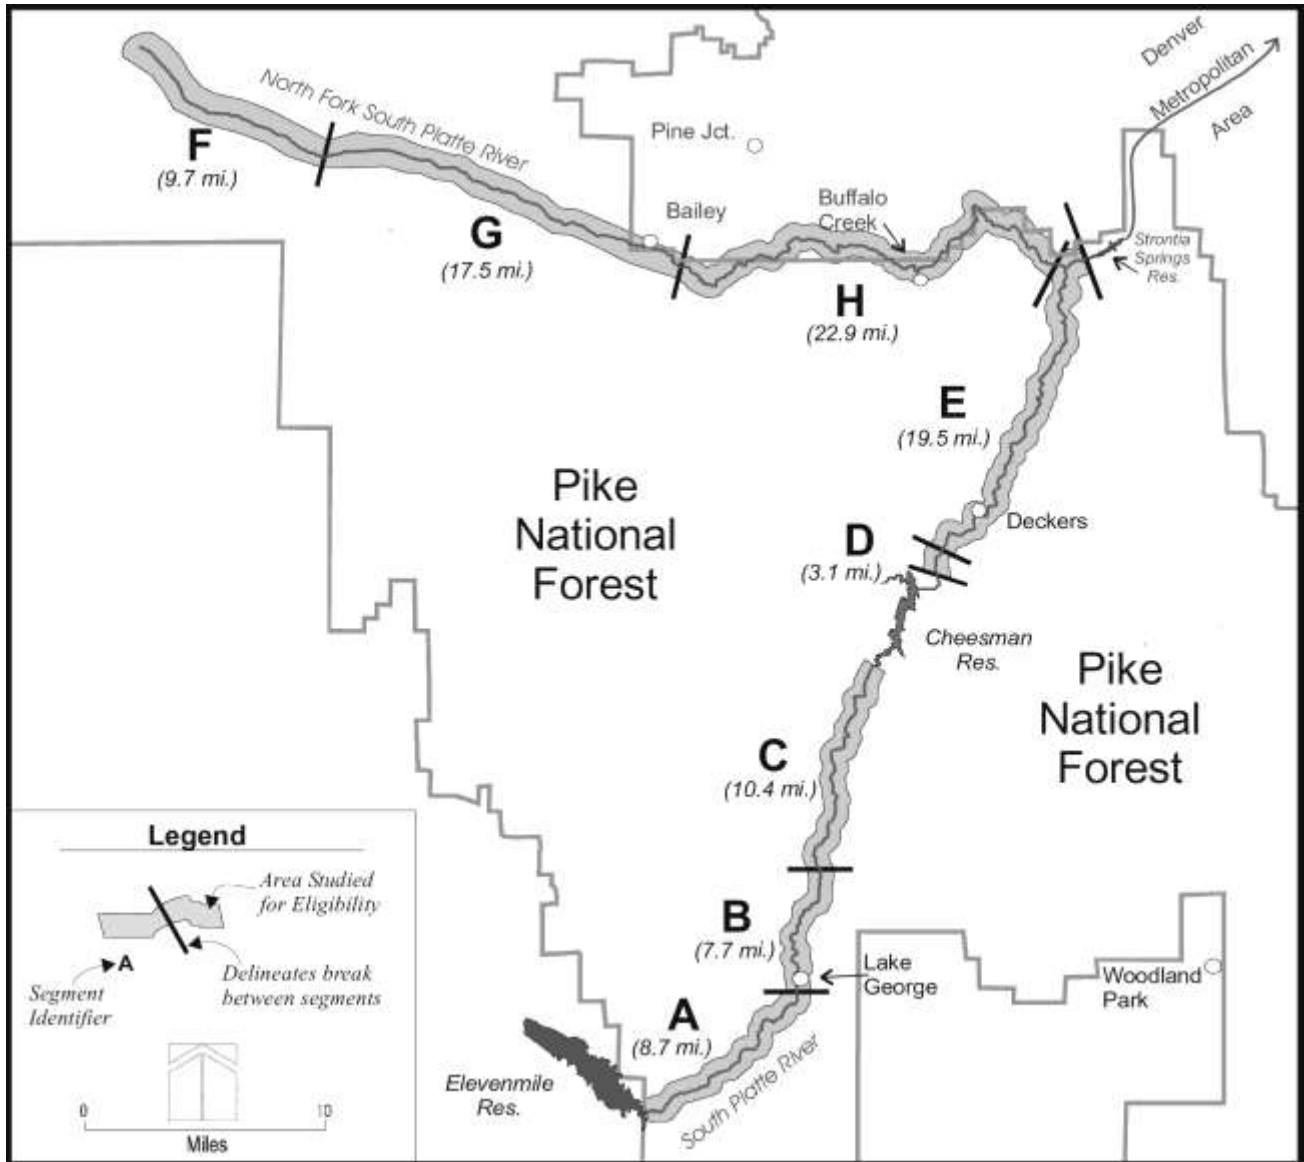 Denver
Metropolitan
Area
North Fork South Platte River
F
(9.7 mi.)
Pine Jct.
G
(17.5 mi.)
Bailey
Buffalo
Creek
Strontia
Springs
Res.
H
(22.9 mi.)
E
(19.5 mi.)
Pike
National
Forest
Deckers
D
(3.1 mi.)
Cheesman
Res.
Pike
National
Forest
C
(10.4 mi.)
B
(7.7 mi.)
Lake
George
Woodland
Park
A
(8.7 mi.)
Elevenmile
Res.
South Platte River
Legend
Area Studied
for Eligibility
A
Segment
Identifier
Delineates break
between segments
0 10
Miles